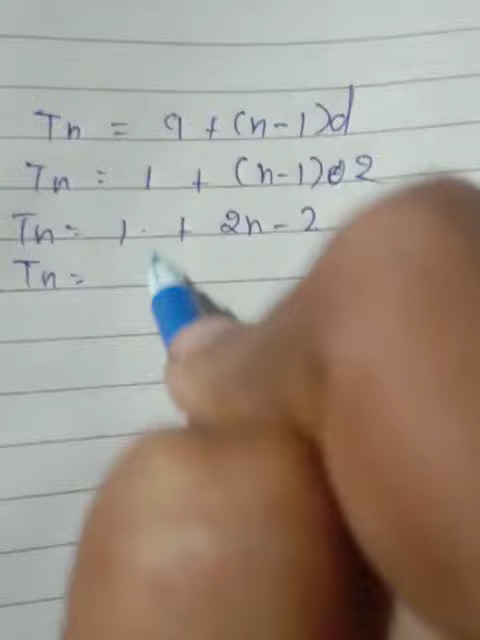 Tn = a + (n-1)d
Tn = 1 + (n-1)2
Tn = 1 + 2n - 2
Tn =